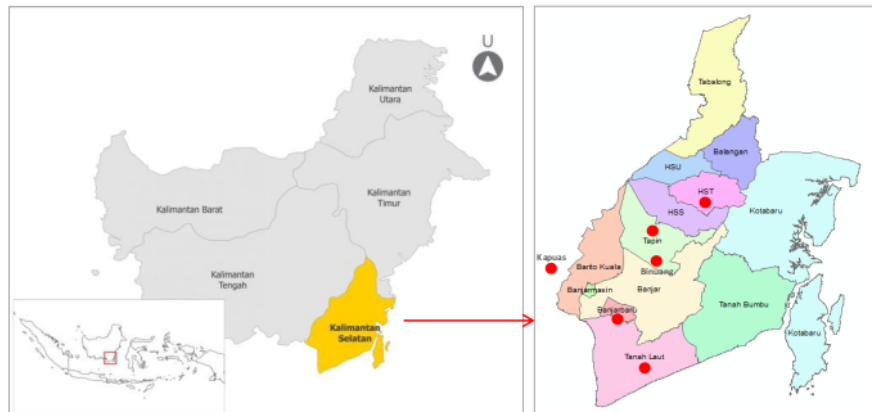 U
Kalimantan
Utara
Kalimantan
Timur
Kalimantan Barat
Kalimantan
Tengah
Kalimantan
Selatan
Tabalong
Balangan
HSU
HST
HSS
Kotabaru
Tapin
Kapuas
Barito Kuala
Binuang
Banjarmasin
Banjar
Banjarbaru
Tanah Bumbu
Kotabaru
Tanah Laut